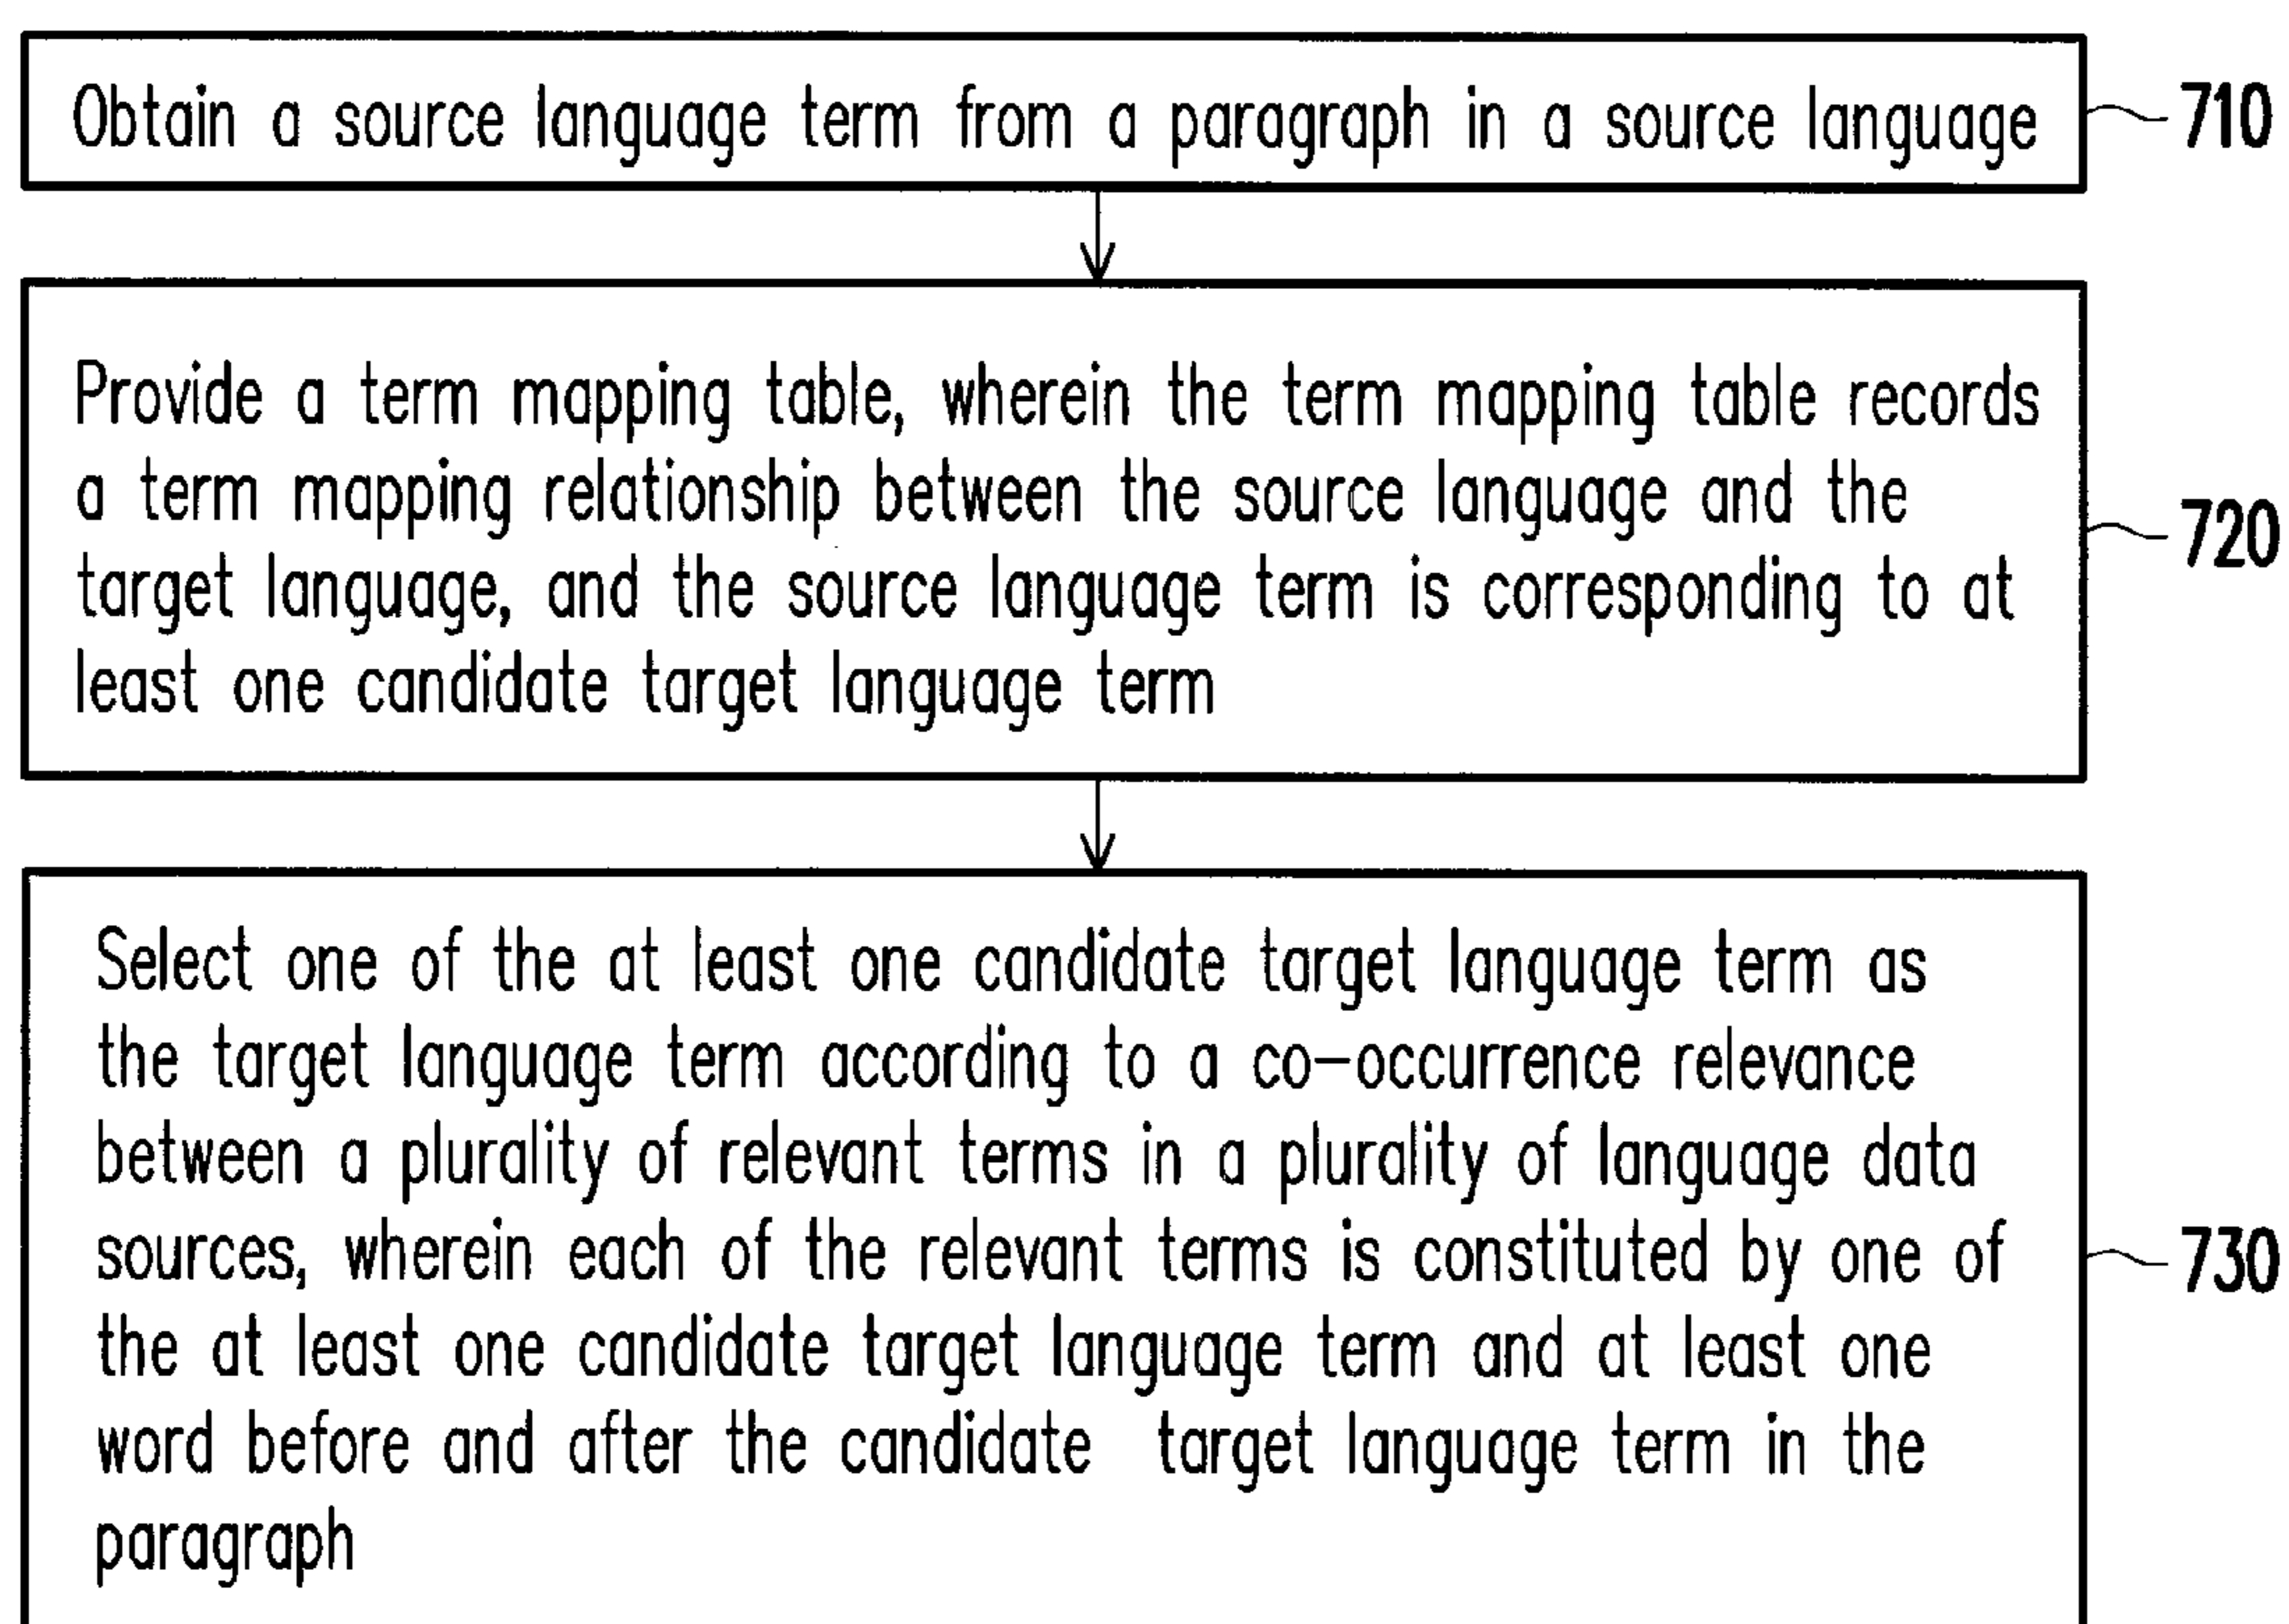 Obtain a source language term from a paragraph in a source language
710
Provide a term mapping table, wherein the term mapping table records
a term mapping relationship between the source language and the
target language, and the source language term is corresponding to at
least one candidate target language term
720
Select one of the at least one candidate target language term as
the target language term according to a co-occurrence relevance
between a plurality of relevant terms in a plurality of language data
sources, wherein each of the relevant terms is constituted by one of
the at least one candidate target language term and at least one
word before and after the candidate target language term in the
paragraph
730